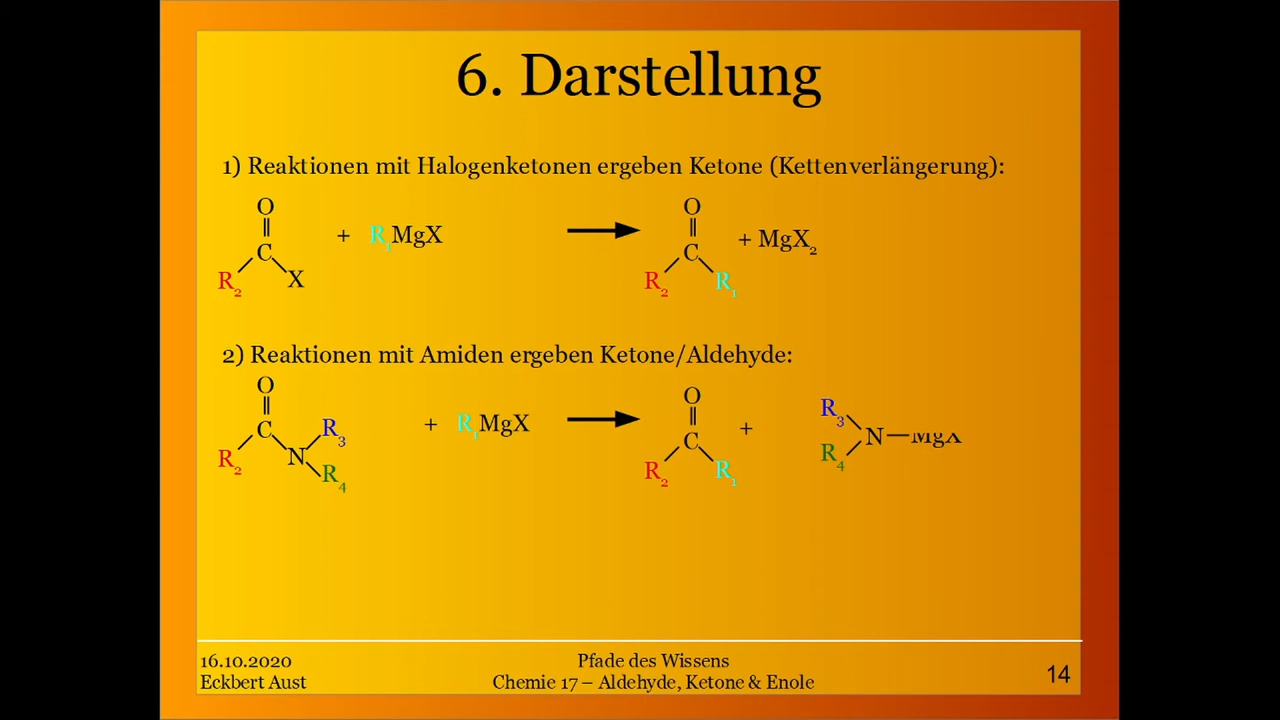 6. Darstellung
1) Reaktionen mit Halogenketonen ergeben Ketone (Kettenverlängerung):
O O
+ R₁MgX + MgX₂
C C
R₂ X R₂ R₁
2) Reaktionen mit Amiden ergeben Ketone/Aldehyde:
O O
C R₃ + R₁MgX C + R₃
R₂ N R₂ R₁ N MgX
R₄ R₄
16.10.2020 Pfade des Wissens
Eckbert Aust Chemie 17 – Aldehyde, Ketone & Enole 14